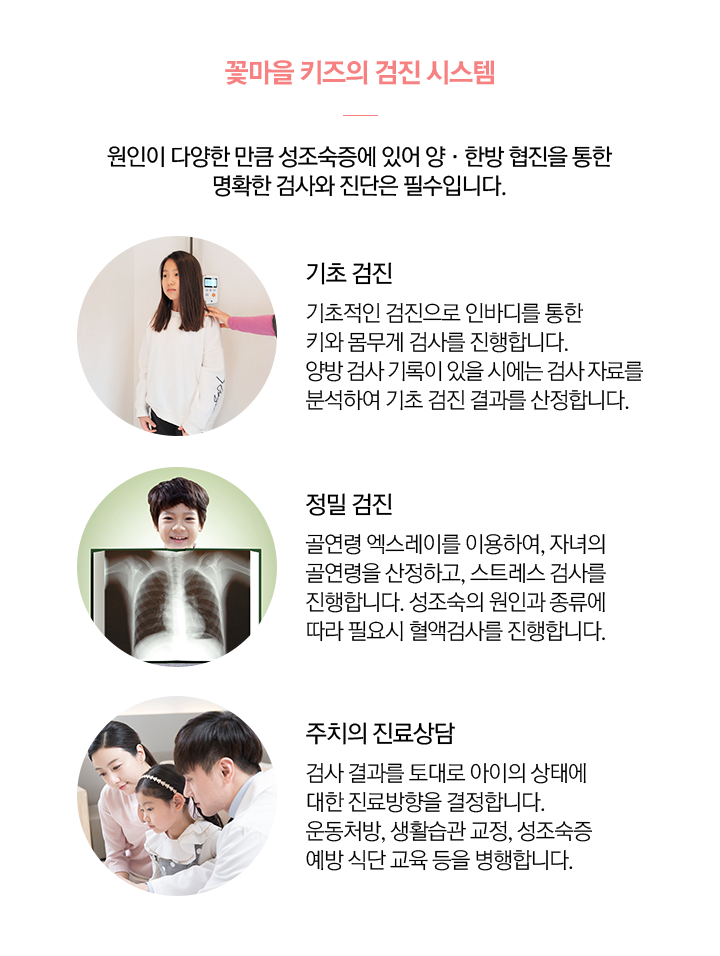 꽃마을 키즈의 검진 시스템
원인이 다양한 만큼 성조숙증에 있어 양 · 한방 협진을 통한
명확한 검사와 진단은 필수입니다.
기초 검진
기초적인 검진으로 인바디를 통한
키와 몸무게 검사를 진행합니다.
양방 검사 기록이 있을 시에는 검사 자료를
분석하여 기초 검진 결과를 산정합니다.
정밀 검진
골연령 엑스레이를 이용하여, 자녀의
골연령을 산정하고, 스트레스 검사를
진행합니다. 성조숙의 원인과 종류에
따라 필요시 혈액검사를 진행합니다.
주치의 진료상담
검사 결과를 토대로 아이의 상태에
대한 진료방향을 결정합니다.
운동처방, 생활습관 교정, 성조숙증
예방 식단 교육 등을 병행합니다.